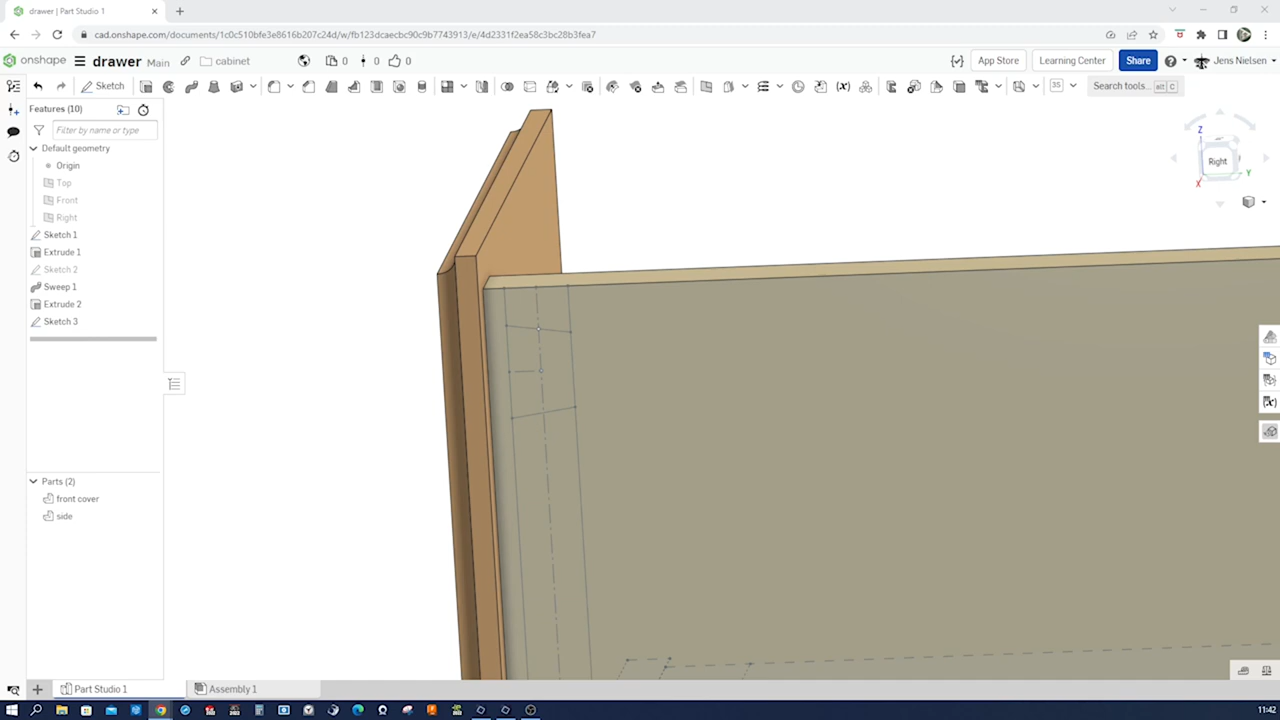 drawer | Part Studio 1
cad.onshape.com/documents/1c0c510bfe3e8616b207c24d/w/fb123dcaecbc90c9b7743913/e/4d2331f2ea58c3bc28b3fea7
onshape drawer Main cabinet 0 0 0 App Store Learning Center Share Jens Nielsen
Sketch Search tools... alt C
Features (10)
Filter by name or type
Default geometry
Origin
Top
Front
Right
Sketch 1
Extrude 1
Sketch 2
Sweep 1
Extrude 2
Sketch 3
Z
Right
Y
X
Parts (2)
front cover
side
Part Studio 1 Assembly 1
11:42